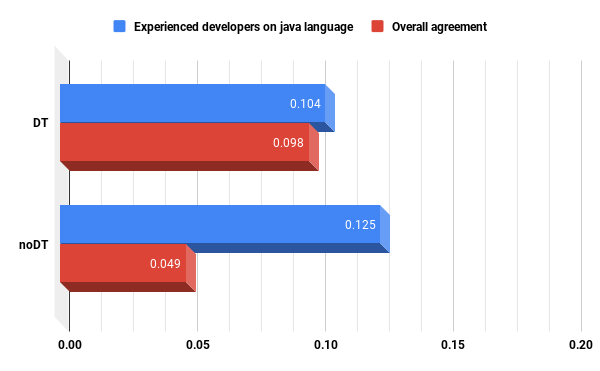 Experienced developers on java language
Overall agreement
DT
0.104
0.098
noDT
0.125
0.049
0.00 0.05 0.10 0.15 0.20